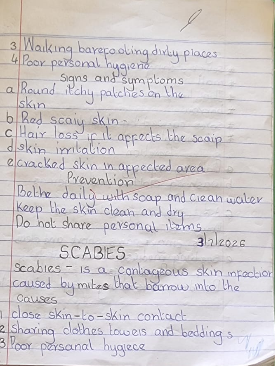 3 Walking barefooting dirty places
4 Poor personal hygiene
signs and symptoms
a Round itchy patches on the
skin
b Red scaly skin
c Hair loss if it affects the scalp
d skin irritation
e cracked skin in affected area
Prevention
Bathe daily with soap and clean water
Keep the skin clean and dry
Do not share personal items
3/2/2026
SCABIES
scabies - is a contageous skin infection
caused by mites that borrow into the
causes
1 close skin-to-skin contact
2 Sharing clothes towels and beddings
3 Poor persanal hygiece